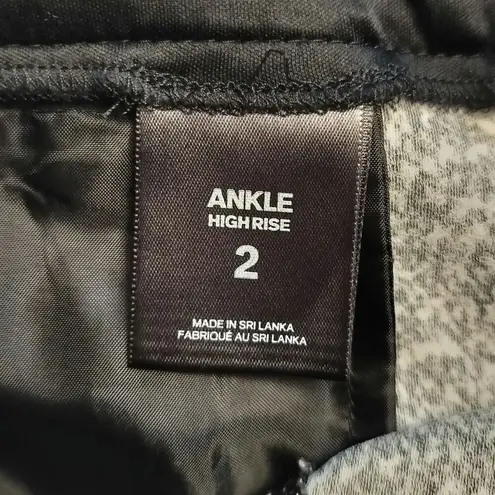 ANKLE
HIGH RISE
2
MADE IN SRI LANKA
FABRIQUÉ AU SRI LANKA